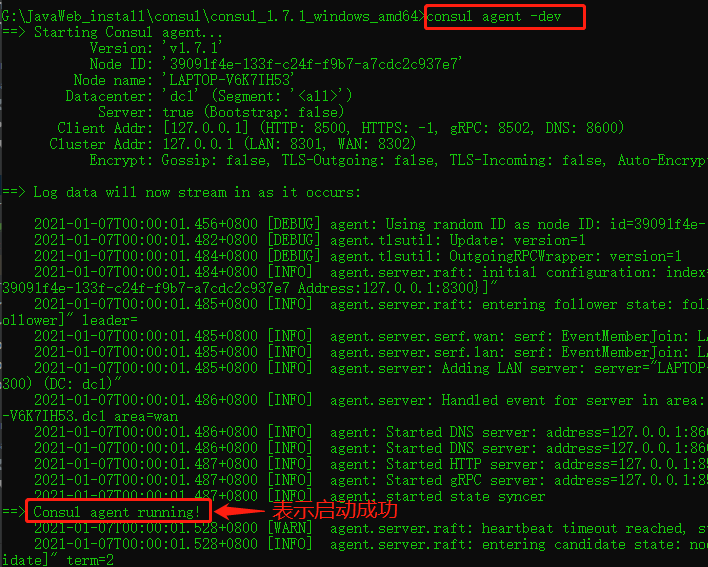 G:\JavaWeb_install\consul\consul_1.7.1_windows_amd64>consul agent -dev
==> Starting Consul agent...
Version: 'v1.7.1'
Node ID: '39091f4e-133f-c24f-f9b7-a7cdc2c937e7'
Node name: 'LAPTOP-V6K7IH53'
Datacenter: 'dc1' (Segment: '<all>')
Server: true (Bootstrap: false)
Client Addr: [127.0.0.1] (HTTP: 8500, HTTPS: -1, gRPC: 8502, DNS: 8600)
Cluster Addr: 127.0.0.1 (LAN: 8301, WAN: 8302)
Encrypt: Gossip: false, TLS-Outgoing: false, TLS-Incoming: false, Auto-Encryp
==> Log data will now stream in as it occurs:
2021-01-07T00:00:01.456+0800 [DEBUG] agent: Using random ID as node ID: id=39091f4e-
2021-01-07T00:00:01.482+0800 [DEBUG] agent.tlsutil: Update: version=1
2021-01-07T00:00:01.484+0800 [DEBUG] agent.tlsutil: OutgoingRPCWrapper: version=1
2021-01-07T00:00:01.484+0800 [INFO] agent.server.raft: initial configuration: index=
39091f4e-133f-c24f-f9b7-a7cdc2c937e7 Address:127.0.0.1:8300}]"
2021-01-07T00:00:01.485+0800 [INFO] agent.server.raft: entering follower state: fol
ollower]" leader=
2021-01-07T00:00:01.485+0800 [INFO] agent.server.serf.wan: serf: EventMemberJoin: LA
2021-01-07T00:00:01.485+0800 [INFO] agent.server.serf.lan: serf: EventMemberJoin: LA
2021-01-07T00:00:01.485+0800 [INFO] agent.server: Adding LAN server: server="LAPTOP-
300) (DC: dc1)"
2021-01-07T00:00:01.486+0800 [INFO] agent.server: Handled event for server in area:
-V6K7IH53.dc1 area=wan
2021-01-07T00:00:01.486+0800 [INFO] agent: Started DNS server: address=127.0.0.1:860
2021-01-07T00:00:01.486+0800 [INFO] agent: Started DNS server: address=127.0.0.1:860
2021-01-07T00:00:01.487+0800 [INFO] agent: Started HTTP server: address=127.0.0.1:85
2021-01-07T00:00:01.487+0800 [INFO] agent: Started gRPC server: address=127.0.0.1:85
2021-01-07T00:00:01.487+0800 [INFO] agent: started state syncer
==> Consul agent running! 表示启动成功
2021-01-07T00:00:01.528+0800 [WARN] agent.server.raft: heartbeat timeout reached, st
2021-01-07T00:00:01.528+0800 [INFO] agent.server.raft: entering candidate state: nod
idate]" term=2